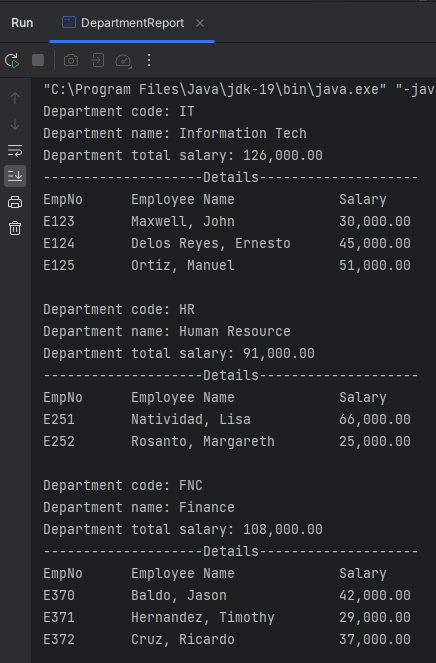 Run DepartmentReport
"C:\Program Files\Java\jdk-19\bin\java.exe" "-jav
Department code: IT
Department name: Information Tech
Department total salary: 126,000.00
--------------------Details--------------------
EmpNo      Employee Name             Salary
E123       Maxwell, John             30,000.00
E124       Delos Reyes, Ernesto      45,000.00
E125       Ortiz, Manuel             51,000.00

Department code: HR
Department name: Human Resource
Department total salary: 91,000.00
--------------------Details--------------------
EmpNo      Employee Name             Salary
E251       Natividad, Lisa           66,000.00
E252       Rosanto, Margareth        25,000.00

Department code: FNC
Department name: Finance
Department total salary: 108,000.00
--------------------Details--------------------
EmpNo      Employee Name             Salary
E370       Baldo, Jason              42,000.00
E371       Hernandez, Timothy        29,000.00
E372       Cruz, Ricardo             37,000.00